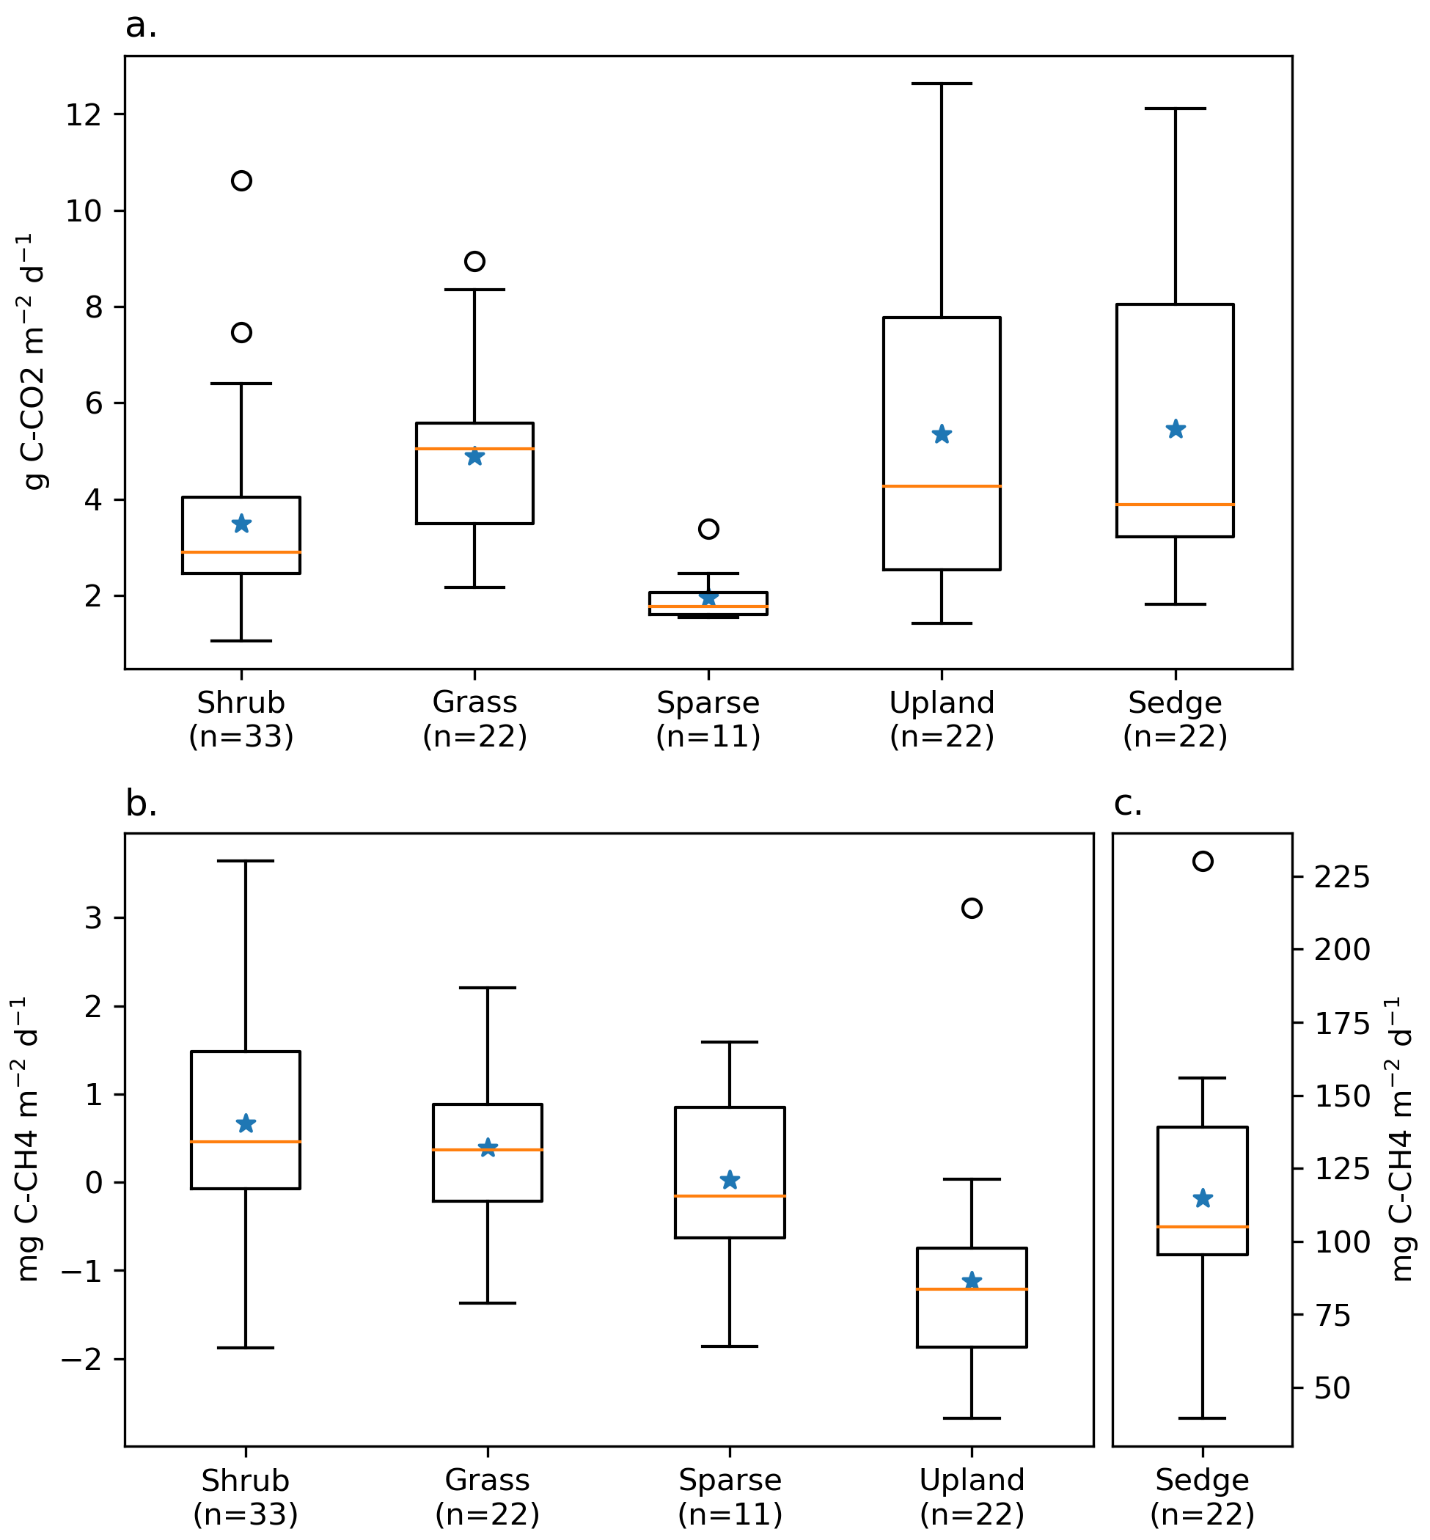 a.
g C-CO2 m⁻² d⁻¹
12
10
8
6
4
2
Shrub
(n=33)
Grass
(n=22)
Sparse
(n=11)
Upland
(n=22)
Sedge
(n=22)
b.
mg C-CH4 m⁻² d⁻¹
3
2
1
0
−1
−2
Shrub
(n=33)
Grass
(n=22)
Sparse
(n=11)
Upland
(n=22)
c.
225
200
175
150
125
100
75
50
mg C-CH4 m⁻² d⁻¹
Sedge
(n=22)